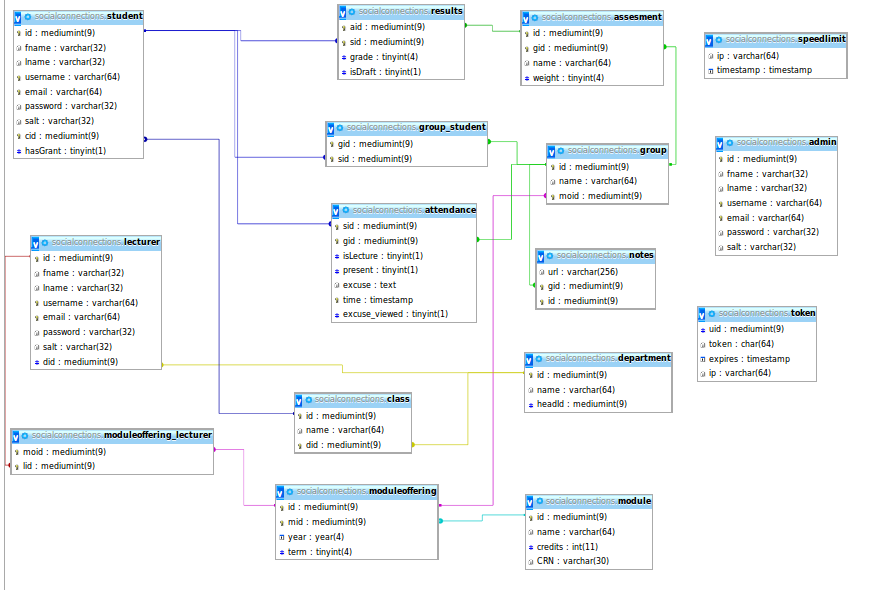 socialconnections.student
id : mediumint(9)
fname : varchar(32)
lname : varchar(32)
username : varchar(64)
email : varchar(64)
password : varchar(32)
salt : varchar(32)
cid : mediumint(9)
hasGrant : tinyint(1)
socialconnections.results
aid : mediumint(9)
sid : mediumint(9)
grade : tinyint(4)
isDraft : tinyint(1)
socialconnections.assesment
id : mediumint(9)
gid : mediumint(9)
name : varchar(64)
weight : tinyint(4)
socialconnections.speedlimit
ip : varchar(64)
timestamp : timestamp
socialconnections.group_student
gid : mediumint(9)
sid : mediumint(9)
socialconnections.group
id : mediumint(9)
name : varchar(64)
moid : mediumint(9)
socialconnections.admin
id : mediumint(9)
fname : varchar(32)
lname : varchar(32)
username : varchar(64)
email : varchar(64)
password : varchar(32)
salt : varchar(32)
socialconnections.attendance
sid : mediumint(9)
gid : mediumint(9)
isLecture : tinyint(1)
present : tinyint(1)
excuse : text
time : timestamp
excuse_viewed : tinyint(1)
socialconnections.lecturer
id : mediumint(9)
fname : varchar(32)
lname : varchar(32)
username : varchar(64)
email : varchar(64)
password : varchar(32)
salt : varchar(32)
did : mediumint(9)
socialconnections.notes
url : varchar(256)
gid : mediumint(9)
id : mediumint(9)
socialconnections.token
uid : mediumint(9)
token : char(64)
expires : timestamp
ip : varchar(64)
socialconnections.department
id : mediumint(9)
name : varchar(64)
headId : mediumint(9)
socialconnections.class
id : mediumint(9)
name : varchar(64)
did : mediumint(9)
socialconnections.moduleoffering_lecturer
moid : mediumint(9)
lid : mediumint(9)
socialconnections.moduleoffering
id : mediumint(9)
mid : mediumint(9)
year : year(4)
term : tinyint(4)
socialconnections.module
id : mediumint(9)
name : varchar(64)
credits : int(11)
CRN : varchar(30)